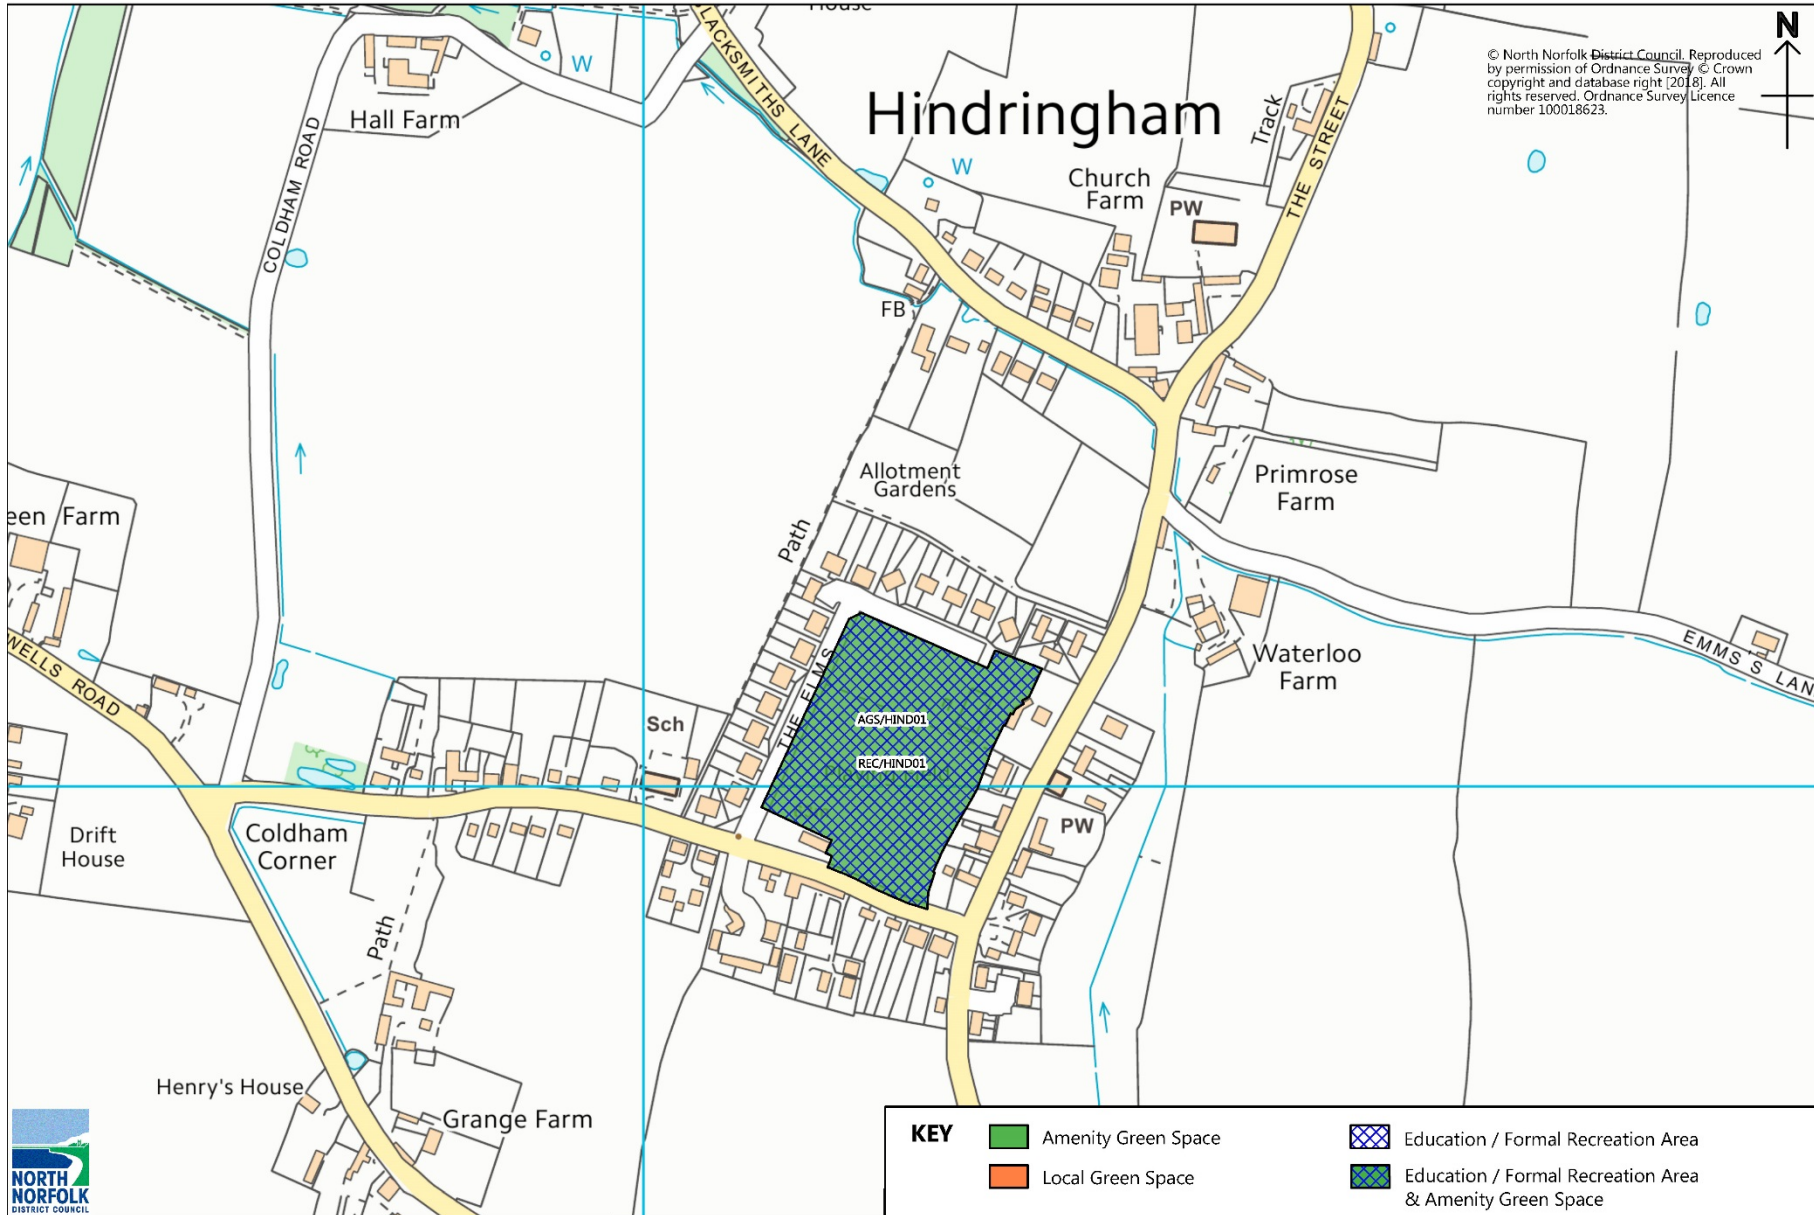 N
© North Norfolk District Council. Reproduced
by permission of Ordnance Survey © Crown
copyright and database right [2018]. All
rights reserved. Ordnance Survey Licence
number 100018623.
House
W
Hall Farm
COLDHAM ROAD
LACKSMITHS LANE
Hindringham
W
Church
Farm
PW
Track
THE STREET
FB
Allotment
Gardens
Primrose
Farm
Path
een Farm
WELLS ROAD
Waterloo
Farm
EMMS'S LAN
THE ELMS
Sch
AGS/HIND01
REC/HIND01
PW
Drift
House
Coldham
Corner
Path
Henry's House
Grange Farm
NORTH
NORFOLK
DISTRICT COUNCIL
KEY
Amenity Green Space
Local Green Space
Education / Formal Recreation Area
Education / Formal Recreation Area
& Amenity Green Space